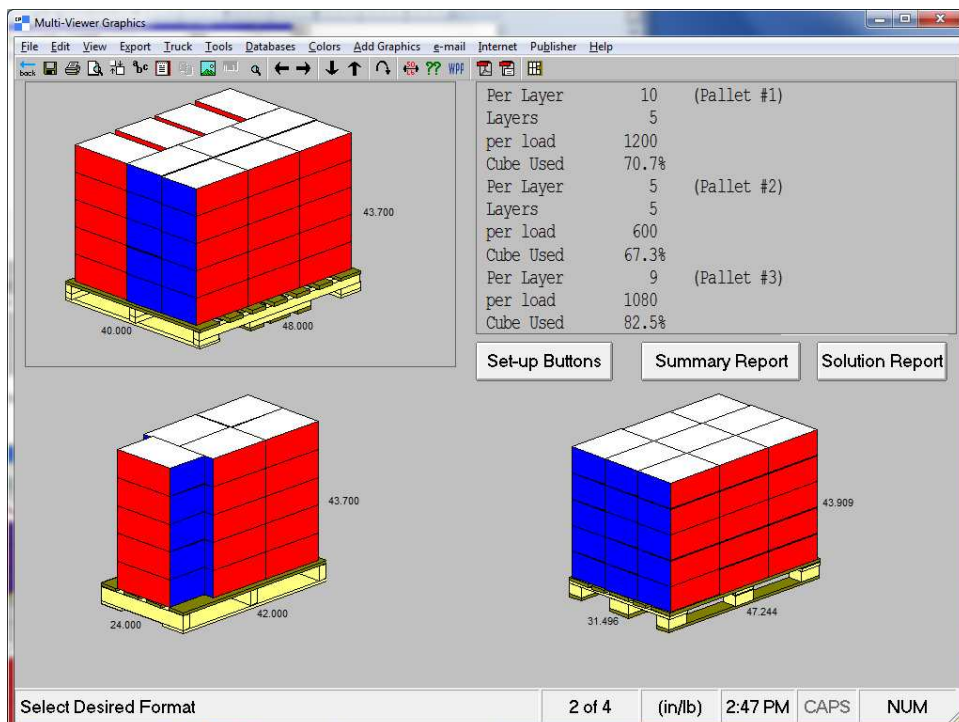 Multi-Viewer Graphics
File Edit View Export Truck Tools Databases Colors Add Graphics e-mail Internet Publisher Help
back abc ?? WPF
43.700
40.000
48.000
Per Layer 10 (Pallet #1)
Layers 5
per load 1200
Cube Used 70.7%
Per Layer 5 (Pallet #2)
Layers 5
per load 600
Cube Used 67.3%
Per Layer 9 (Pallet #3)
per load 1080
Cube Used 82.5%
Set-up Buttons Summary Report Solution Report
43.700
24.000
42.000
43.909
31.496
47.244
Select Desired Format 2 of 4 (in/lb) 2:47 PM CAPS NUM